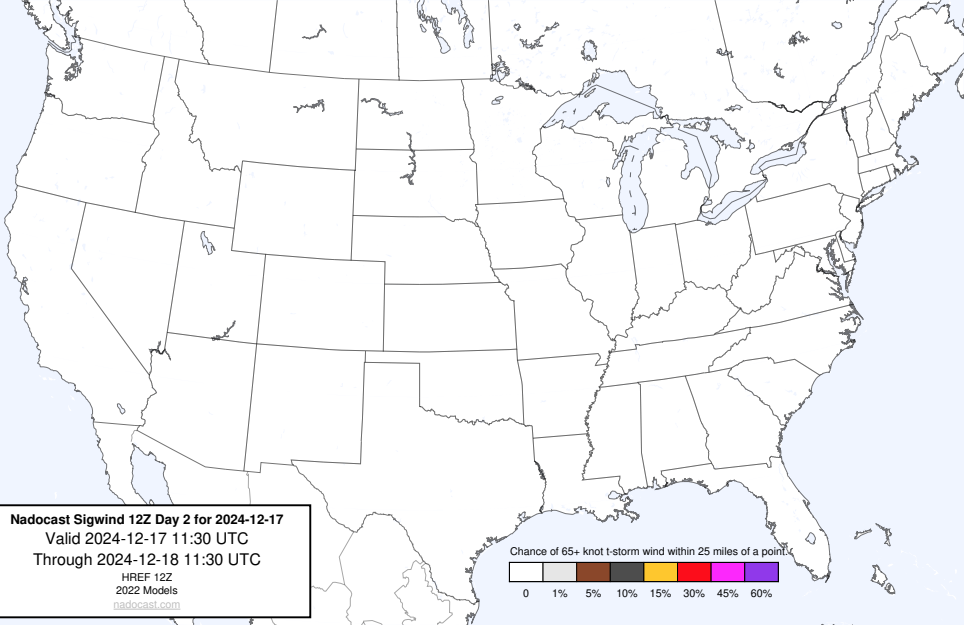 Nadocast Sigwind 12Z Day 2 for 2024-12-17
Valid 2024-12-17 11:30 UTC
Through 2024-12-18 11:30 UTC
HREF 12Z
2022 Models
nadocast.com
Chance of 65+ knot t-storm wind within 25 miles of a point.
0 1% 5% 10% 15% 30% 45% 60%